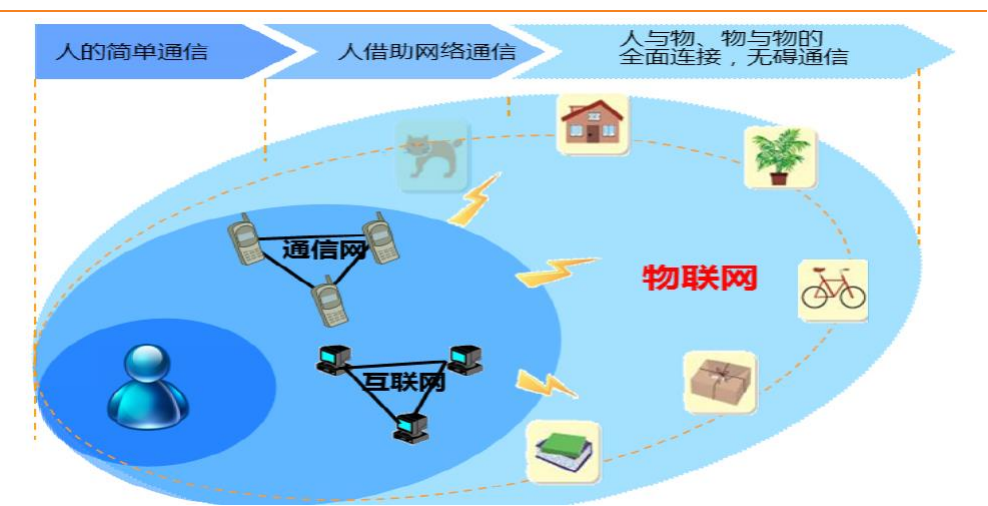 人的简单通信
人借助网络通信
人与物、物与物的
全面连接，无碍通信
通信网
物联网
互联网